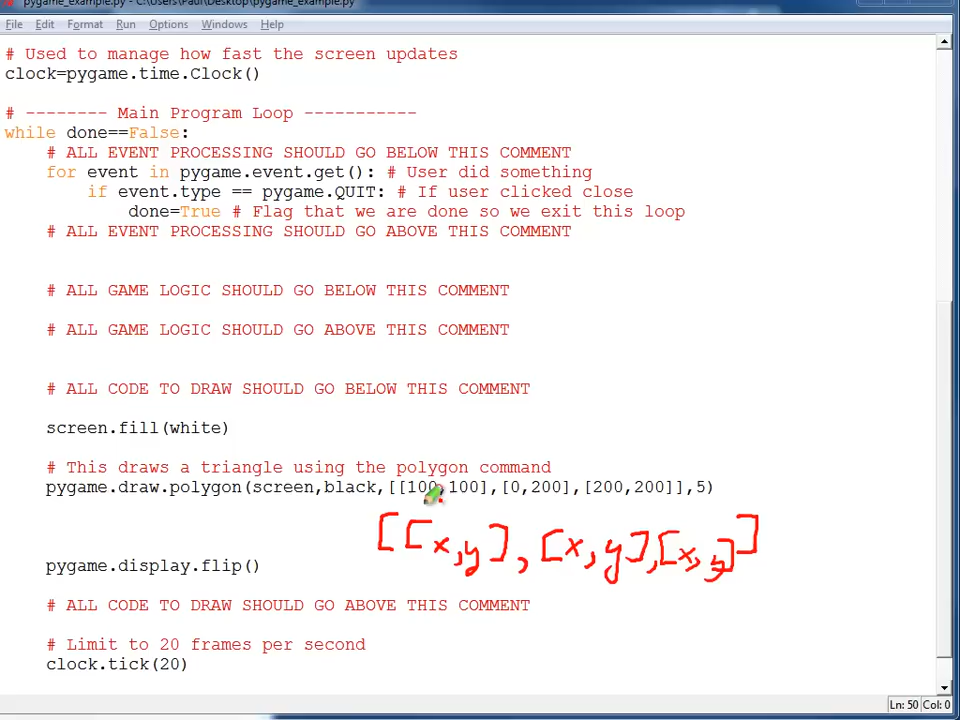 pygame_example.py - C:\Users\Paul\Desktop\pygame_example.py
File Edit Format Run Options Windows Help
# Used to manage how fast the screen updates
clock=pygame.time.Clock()
# -------- Main Program Loop -----------
while done==False:
    # ALL EVENT PROCESSING SHOULD GO BELOW THIS COMMENT
    for event in pygame.event.get(): # User did something
        if event.type == pygame.QUIT: # If user clicked close
            done=True # Flag that we are done so we exit this loop
    # ALL EVENT PROCESSING SHOULD GO ABOVE THIS COMMENT
    # ALL GAME LOGIC SHOULD GO BELOW THIS COMMENT
    # ALL GAME LOGIC SHOULD GO ABOVE THIS COMMENT
    # ALL CODE TO DRAW SHOULD GO BELOW THIS COMMENT
    screen.fill(white)
    # This draws a triangle using the polygon command
    pygame.draw.polygon(screen,black,[[100,100],[0,200],[200,200]],5)
[[x,y],[x,y],[x,y]]
    pygame.display.flip()
    # ALL CODE TO DRAW SHOULD GO ABOVE THIS COMMENT
    # Limit to 20 frames per second
    clock.tick(20)
Ln: 50 Col: 0